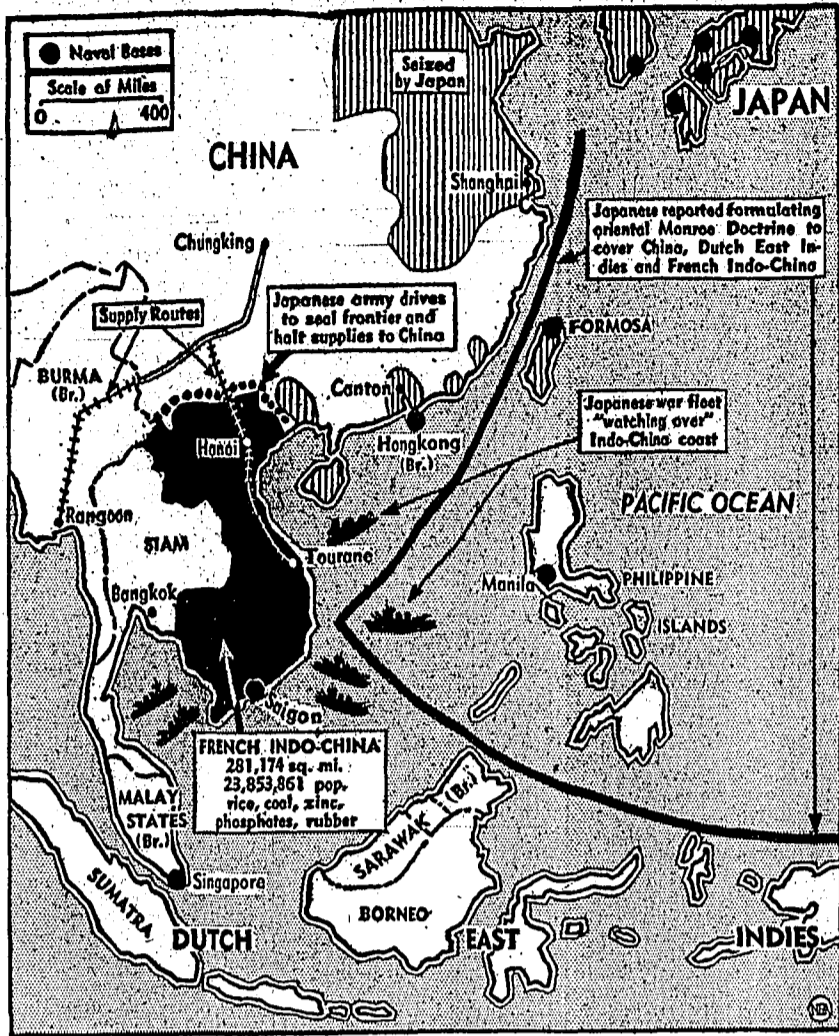 Naval Bases
Scale of Miles
0 400
CHINA
Seized
by Japan
JAPAN
Shanghai
Chungking
Japanese reported formulating
oriental Monroe Doctrine to
cover China, Dutch East In-
dies and French Indo-China
Supply Routes
Japanese army drives
to seal frontier and
halt supplies to China
FORMOSA
BURMA
(Br.)
Canton
Hongkong
(Br.)
Japanese war fleet
"watching over"
Indo-China coast
Hanoi
PACIFIC OCEAN
Rangoon
SIAM
Tourane
Bangkok
Manila
PHILIPPINE
ISLANDS
Saigon
FRENCH INDO-CHINA
281,174 sq. mi.
23,853,861 pop.
rice, coal, zinc,
phosphates, rubber
MALAY
STATES
(Br.)
SARAWAK (Br.)
Singapore
SUMATRA
BORNEO
DUTCH EAST INDIES